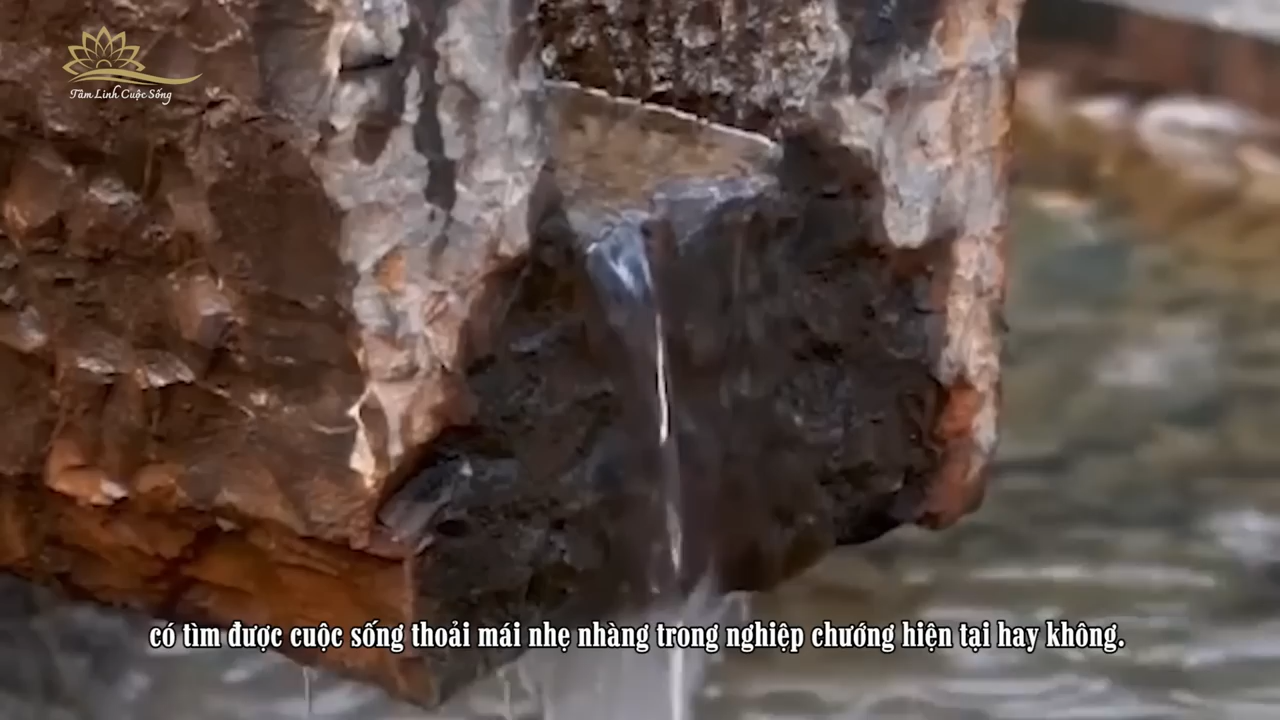 Tâm Linh Cuộc Sống
có tìm được cuộc sống thoải mái nhẹ nhàng trong nghiệp chướng hiện tại hay không.